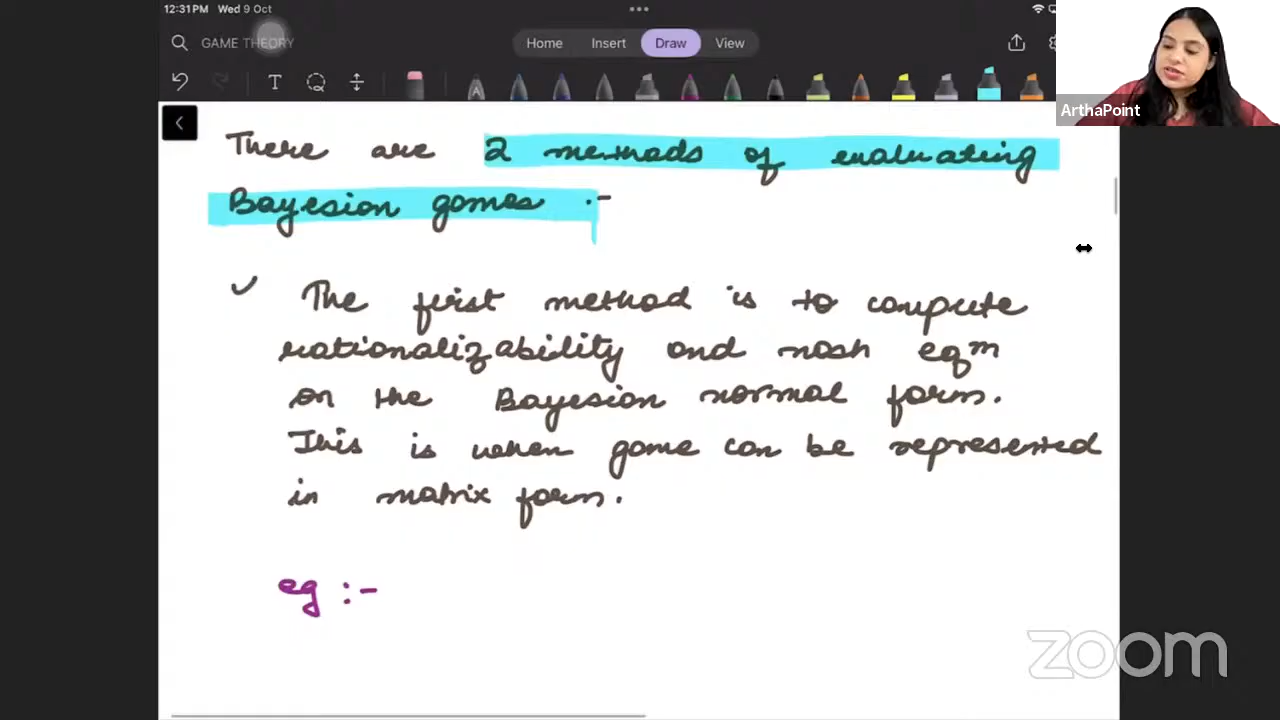 12:31 PM Wed 9 Oct
GAME THEORY
Home Insert Draw View
ArthaPoint
There are 2 methods of evaluating
Bayesion games :-
The first method is to compute
rationalizability and nash eqm
on the Bayesion normal form.
This is when game can be represented
in matrix form.
eg :-
zoom